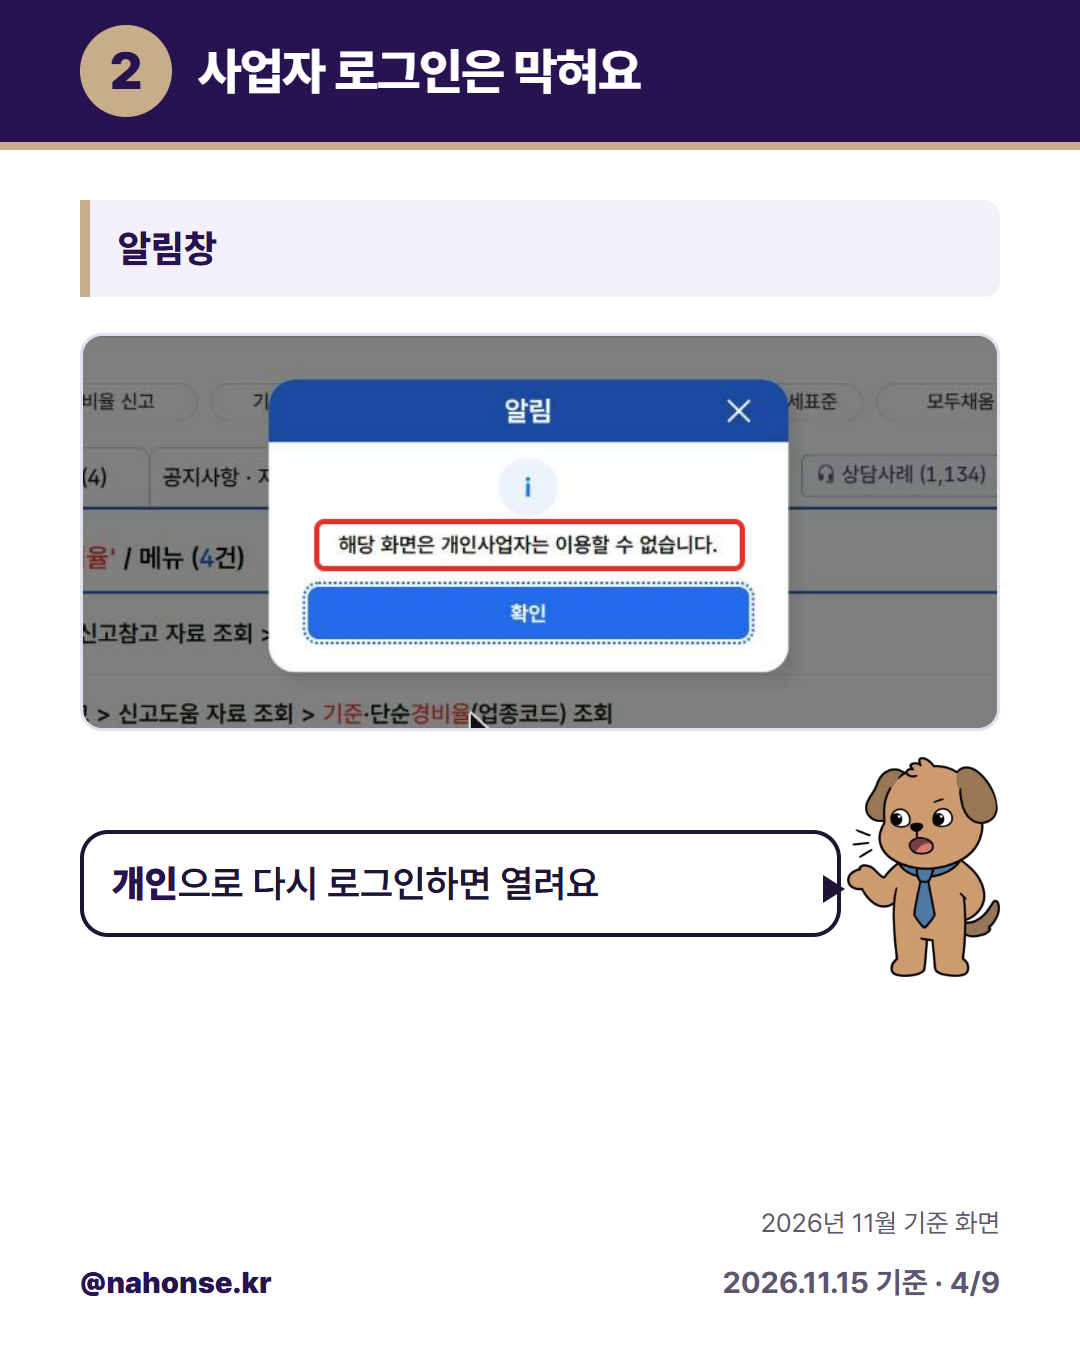 2 사업자 로그인은 막혀요
알림창
비율 신고
기
알림
세표준
모두채움
(4)
공지사항 ·
상담사례 (1,134)
해당 화면은 개인사업자는 이용할 수 없습니다.
율' / 메뉴 (4건)
확인
신고참고 자료 조회 >
> 신고도움 자료 조회 > 기준·단순경비율(업종코드) 조회
개인으로 다시 로그인하면 열려요
2026년 11월 기준 화면
@nahonse.kr
2026.11.15 기준 · 4/9